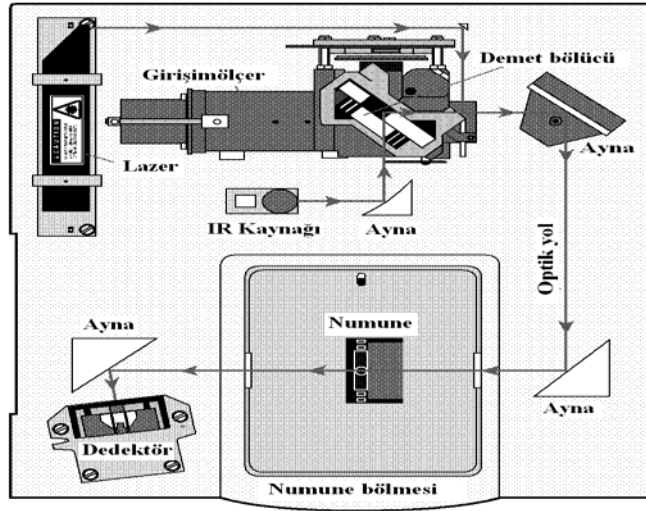 Demet bölücü
Girişimölçer
Ayna
Lazer
IR Kaynağı
Ayna
Optik yol
Ayna
Numune
Ayna
Dedektör
Numune bölmesi